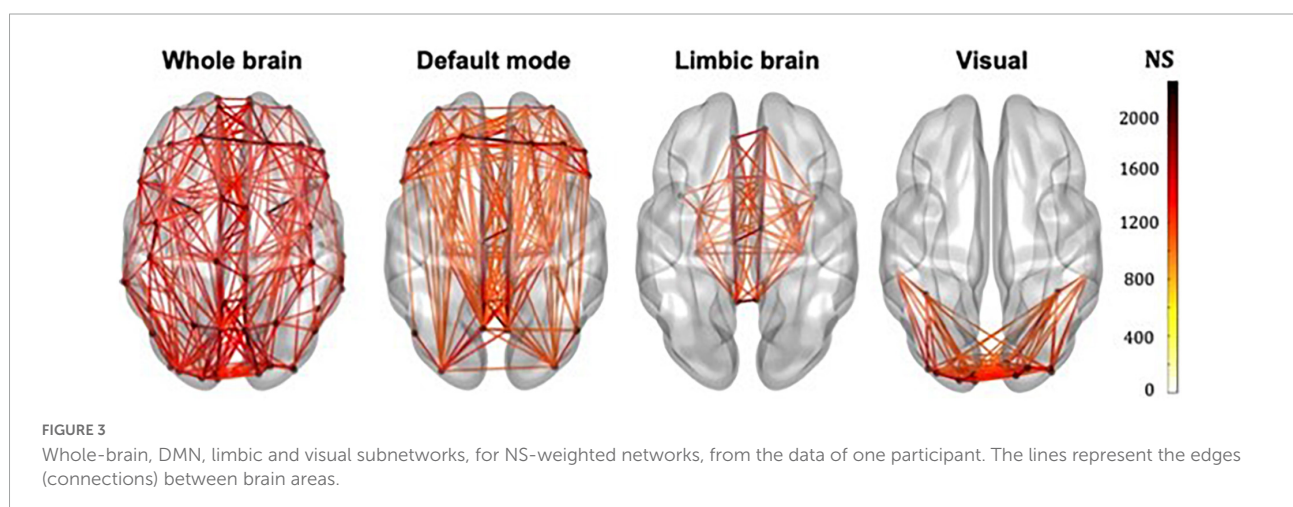 Whole brain
Default mode
Limbic brain
Visual
NS
2000
1600
1200
800
400
0
FIGURE 3
Whole-brain, DMN, limbic and visual subnetworks, for NS-weighted networks, from the data of one participant. The lines represent the edges
(connections) between brain areas.